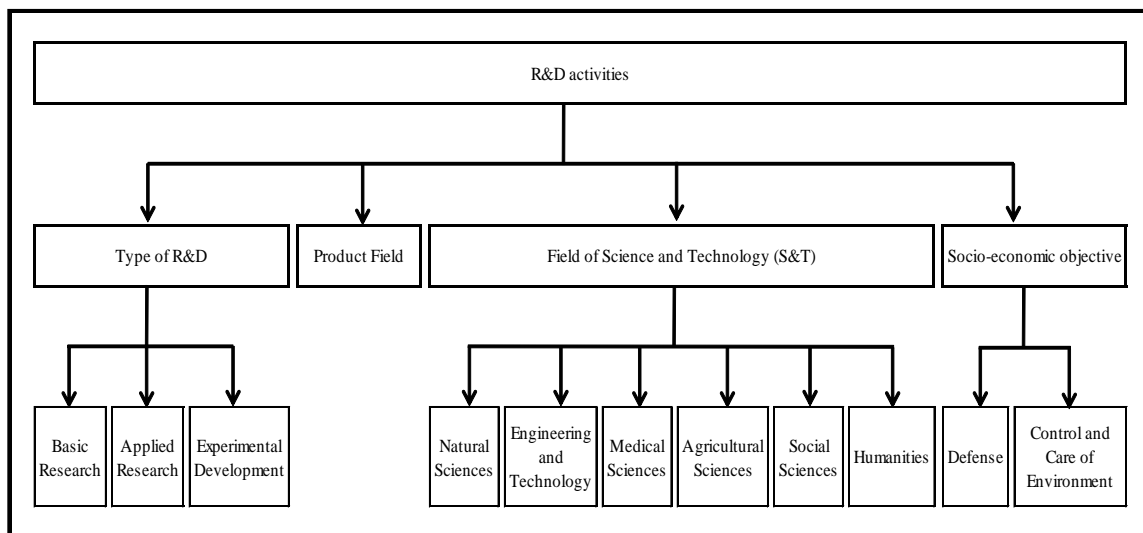 R&D activities
Type of R&D
Product Field
Field of Science and Technology (S&T)
Socio-economic objective
Basic
Research
Applied
Research
Experimental
Development
Natural
Sciences
Engineering
and
Technology
Medical
Sciences
Agricultural
Sciences
Social
Sciences
Humanities
Defense
Control and
Care of
Environment